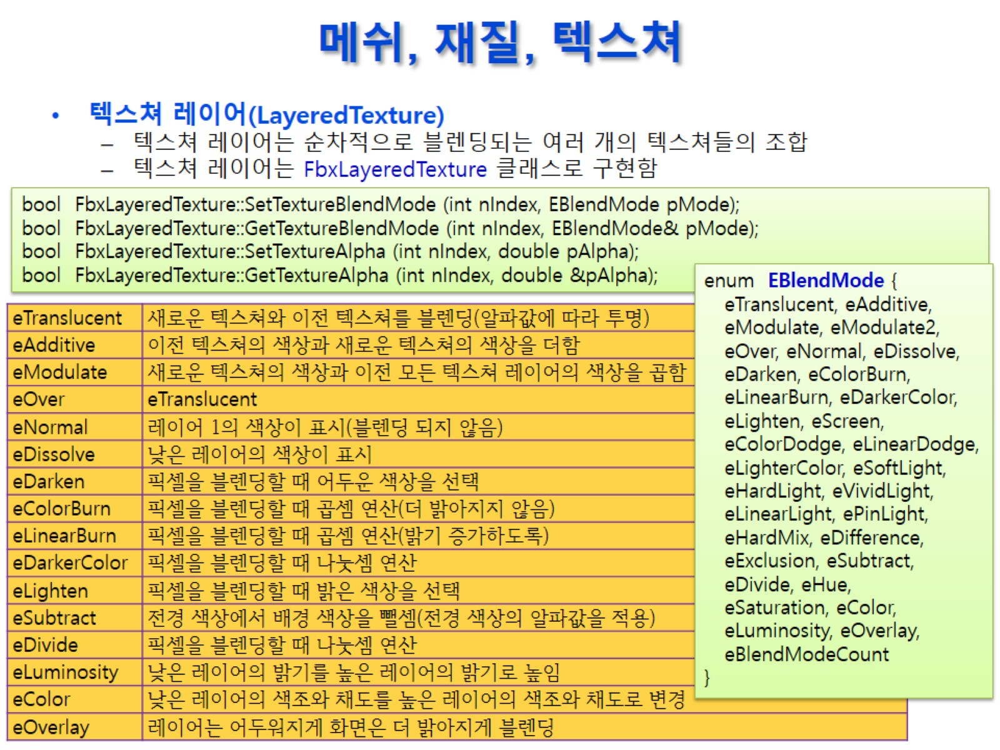 메쉬, 재질, 텍스쳐
• 텍스쳐 레이어(LayeredTexture)
– 텍스쳐 레이어는 순차적으로 블렌딩되는 여러 개의 텍스쳐들의 조합
– 텍스쳐 레이어는 FbxLayeredTexture 클래스로 구현함
bool FbxLayeredTexture::SetTextureBlendMode (int nIndex, EBlendMode pMode);
bool FbxLayeredTexture::GetTextureBlendMode (int nIndex, EBlendMode& pMode);
bool FbxLayeredTexture::SetTextureAlpha (int nIndex, double pAlpha);
bool FbxLayeredTexture::GetTextureAlpha (int nIndex, double &pAlpha);
eTranslucent 새로운 텍스쳐와 이전 텍스쳐를 블렌딩(알파값에 따라 투명)
eAdditive 이전 텍스쳐의 색상과 새로운 텍스쳐의 색상을 더함
eModulate 새로운 텍스쳐의 색상과 이전 모든 텍스쳐 레이어의 색상을 곱함
eOver eTranslucent
eNormal 레이어 1의 색상이 표시(블렌딩 되지 않음)
eDissolve 낮은 레이어의 색상이 표시
eDarken 픽셀을 블렌딩할 때 어두운 색상을 선택
eColorBurn 픽셀을 블렌딩할 때 곱셈 연산(더 밝아지지 않음)
eLinearBurn 픽셀을 블렌딩할 때 곱셈 연산(밝기 증가하도록)
eDarkerColor 픽셀을 블렌딩할 때 나눗셈 연산
eLighten 픽셀을 블렌딩할 때 밝은 색상을 선택
eSubtract 전경 색상에서 배경 색상을 뺄셈(전경 색상의 알파값을 적용)
eDivide 픽셀을 블렌딩할 때 나눗셈 연산
eLuminosity 낮은 레이어의 밝기를 높은 레이어의 밝기로 높임
eColor 낮은 레이어의 색조와 채도를 높은 레이어의 색조와 채도로 변경
eOverlay 레이어는 어두워지게 화면은 더 밝아지게 블렌딩
enum EBlendMode {
eTranslucent, eAdditive,
eModulate, eModulate2,
eOver, eNormal, eDissolve,
eDarken, eColorBurn,
eLinearBurn, eDarkerColor,
eLighten, eScreen,
eColorDodge, eLinearDodge,
eLighterColor, eSoftLight,
eHardLight, eVividLight,
eLinearLight, ePinLight,
eHardMix, eDifference,
eExclusion, eSubtract,
eDivide, eHue,
eSaturation, eColor,
eLuminosity, eOverlay,
eBlendModeCount
}